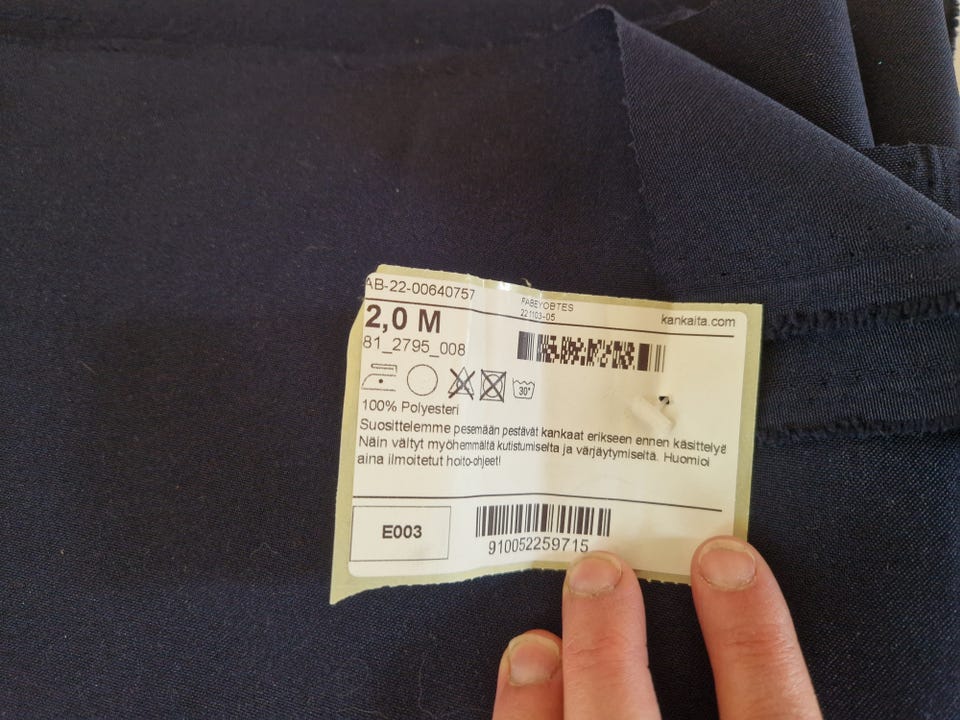 AB-22-00640757
FABEYOBTES
221103-05
kankaita.com
2,0 M
81_2795_008
30°
100% Polyesteri
Suosittelemme pesemään pestävät kankaat erikseen ennen käsittelyä
Näin vältyt myöhemmältä kutistumiselta ja värjäytymiseltä. Huomioi
aina ilmoitetut hoito-ohjeet!
E003
910052259715